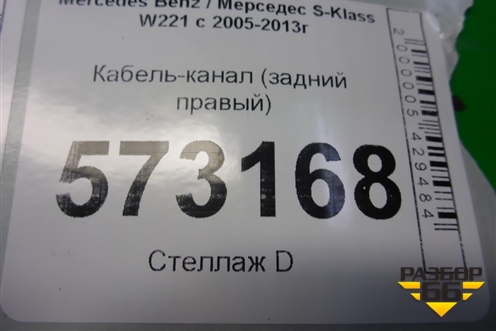 Mercedes Benz / Мерседес S-Klass
W221 с 2005-2013г
Кабель-канал (задний
правый)
573168
Стеллаж D
2000005429484
РАЗБОР
66